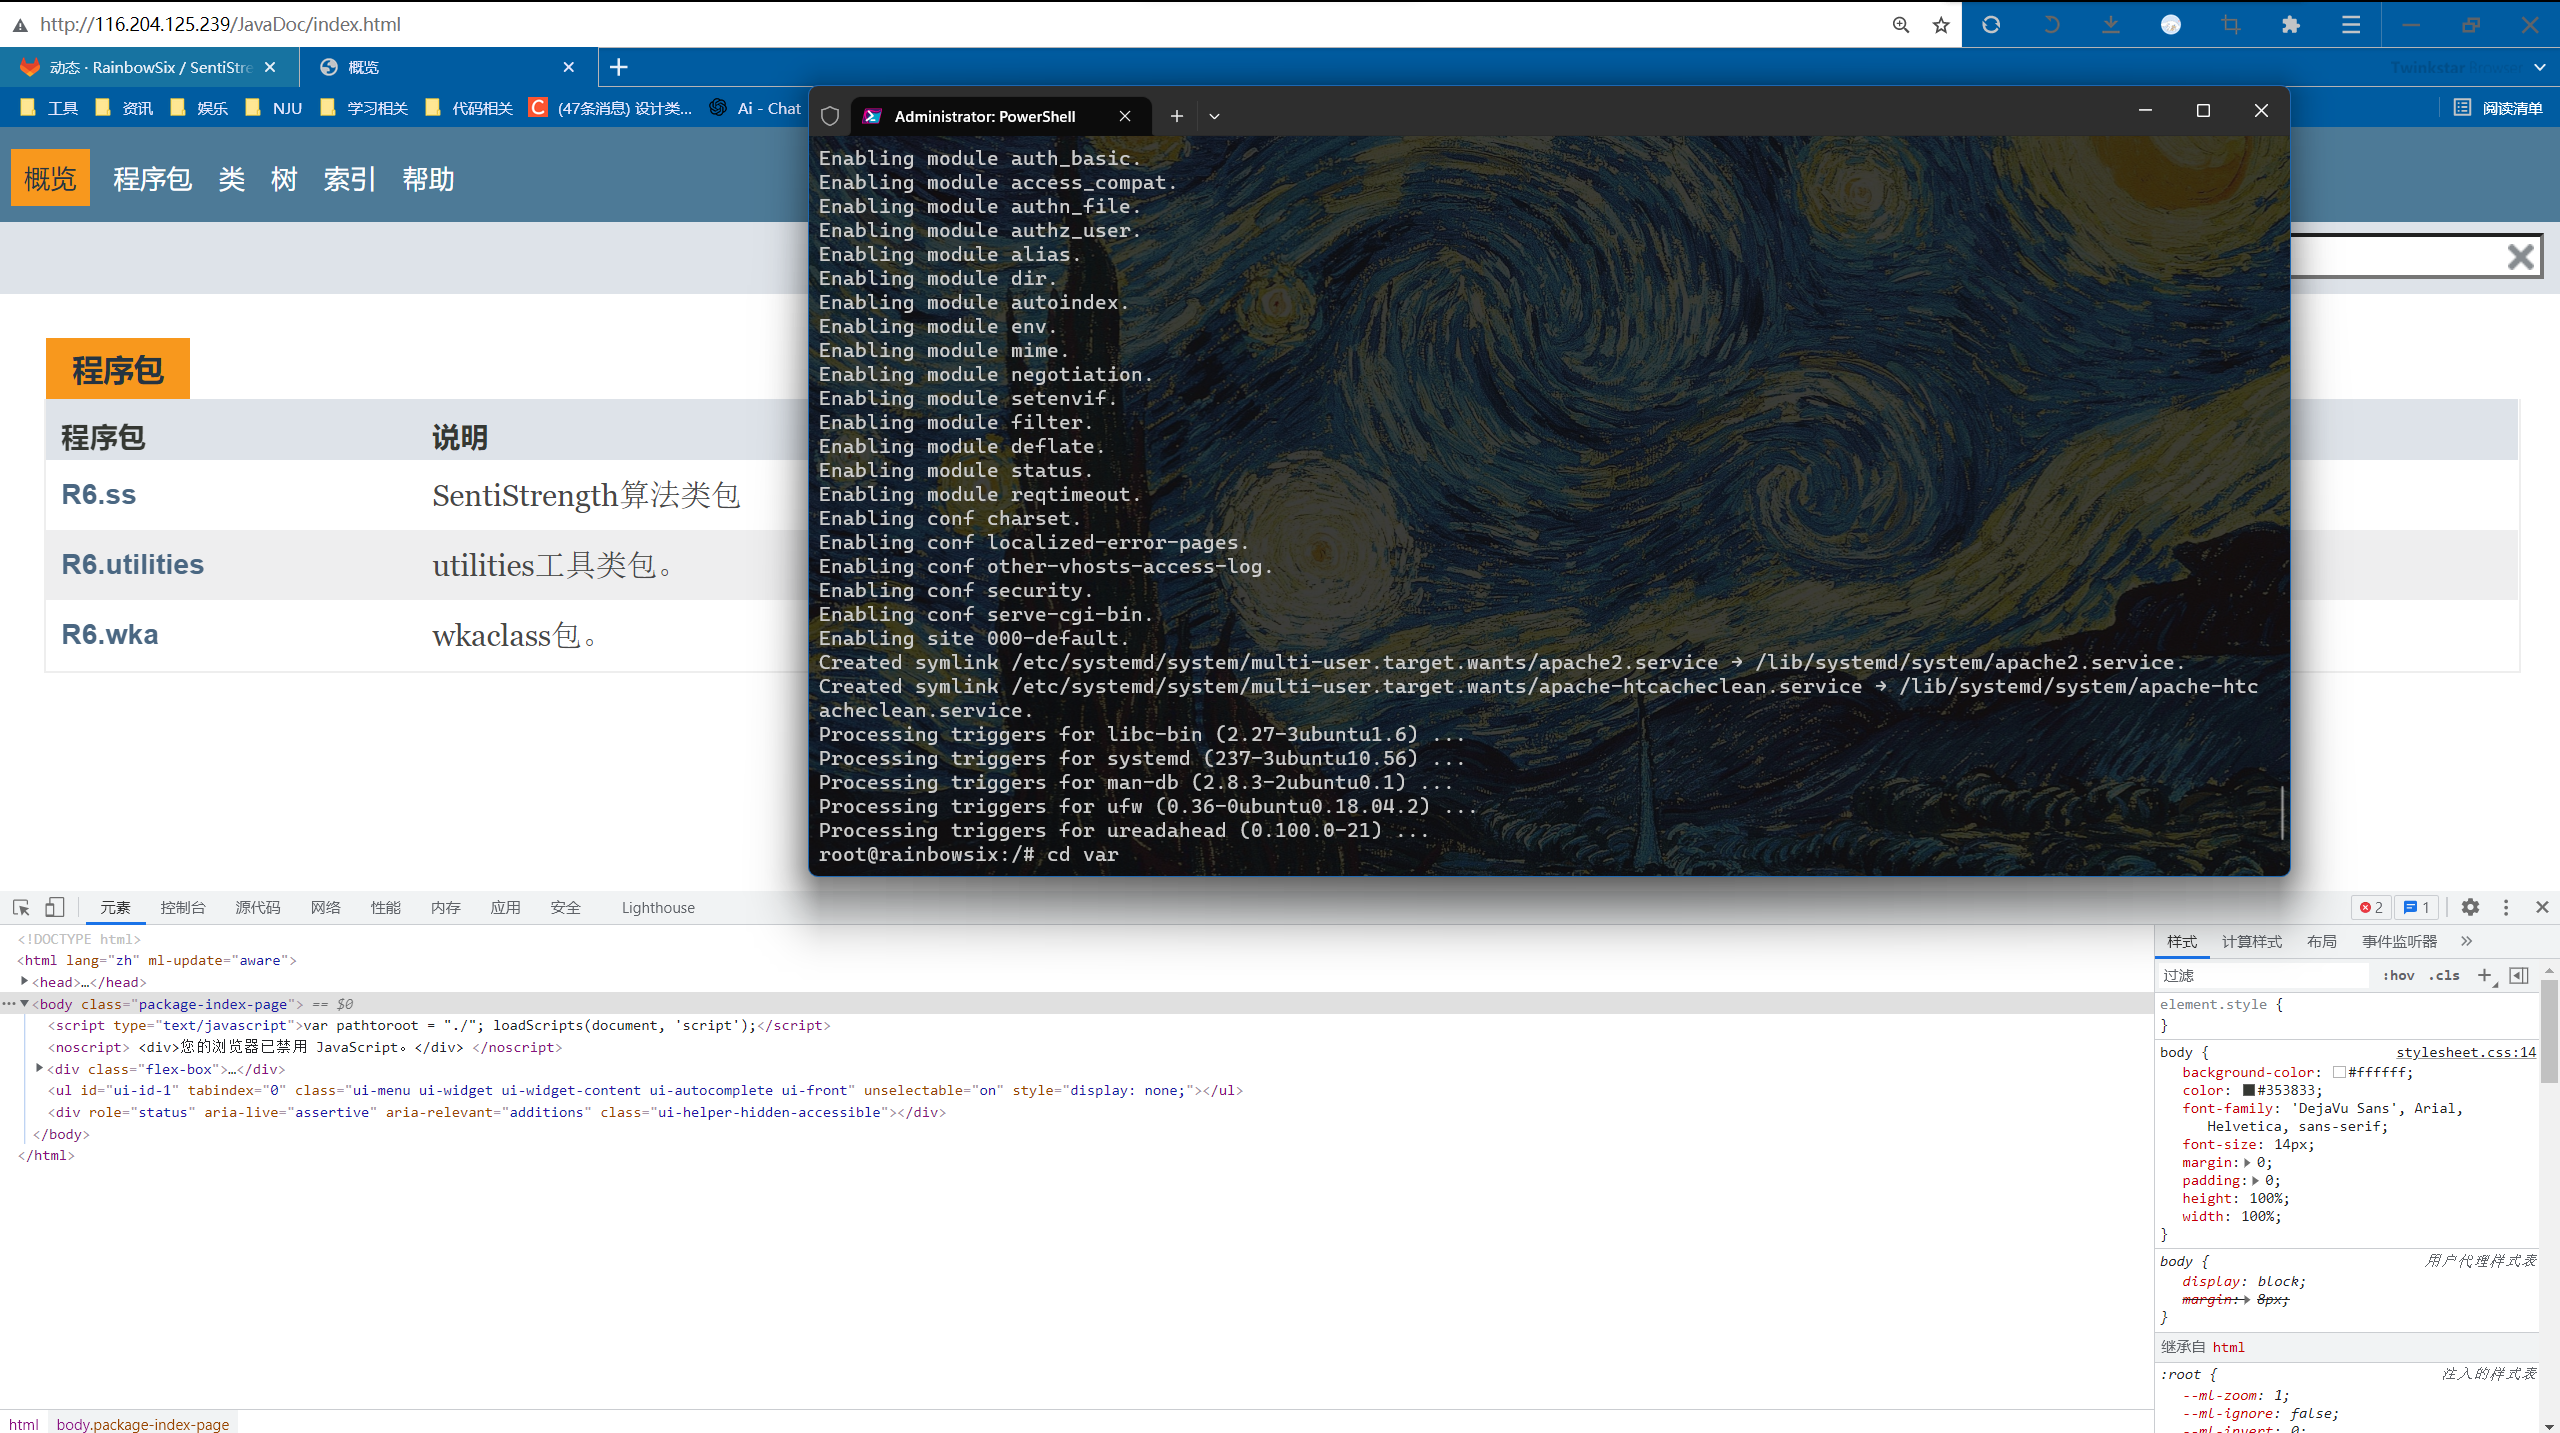 http://116.204.125.239/JavaDoc/index.html
动态 · RainbowSix / SentiStre
概览
Twinkstar
工具
资讯
娱乐
NJU
学习相关
代码相关
(47条消息) 设计类...
Ai - Chat
阅读清单
概览
程序包
类
树
索引
帮助
程序包
程序包
说明
R6.ss
SentiStrength算法类包
R6.utilities
utilities工具类包。
R6.wka
wkaclass包。
Administrator: PowerShell
Enabling module auth_basic.
Enabling module access_compat.
Enabling module authn_file.
Enabling module authz_user.
Enabling module alias.
Enabling module dir.
Enabling module autoindex.
Enabling module env.
Enabling module mime.
Enabling module negotiation.
Enabling module setenvif.
Enabling module filter.
Enabling module deflate.
Enabling module status.
Enabling module reqtimeout.
Enabling conf charset.
Enabling conf localized-error-pages.
Enabling conf other-vhosts-access-log.
Enabling conf security.
Enabling conf serve-cgi-bin.
Enabling site 000-default.
Created symlink /etc/systemd/system/multi-user.target.wants/apache2.service → /lib/systemd/system/apache2.service.
Created symlink /etc/systemd/system/multi-user.target.wants/apache-htcacheclean.service → /lib/systemd/system/apache-htc
acheclean.service.
Processing triggers for libc-bin (2.27-3ubuntu1.6) ...
Processing triggers for systemd (237-3ubuntu10.56) ...
Processing triggers for man-db (2.8.3-2ubuntu0.1) ...
Processing triggers for ufw (0.36-0ubuntu0.18.04.2) ...
Processing triggers for ureadahead (0.100.0-21) ...
root@rainbowsix:/# cd var
元素
控制台
源代码
网络
性能
内存
应用
安全
Lighthouse
2
1
<!DOCTYPE html>
<html lang="zh" ml-update="aware">
<head>…</head>
<body class="package-index-page"> == $0
<script type="text/javascript">var pathtoroot = "./"; loadScripts(document, 'script');</script>
<noscript> <div>您的浏览器已禁用 JavaScript。</div> </noscript>
<div class="flex-box">…</div>
<ul id="ui-id-1" tabindex="0" class="ui-menu ui-widget ui-widget-content ui-autocomplete ui-front" unselectable="on" style="display: none;"></ul>
<div role="status" aria-live="assertive" aria-relevant="additions" class="ui-helper-hidden-accessible"></div>
</body>
</html>
html
body.package-index-page
样式
计算样式
布局
事件监听器
过滤
:hov
.cls
element.style {
}
body {
stylesheet.css:14
background-color: #ffffff;
color: #353833;
font-family: 'DejaVu Sans', Arial,
Helvetica, sans-serif;
font-size: 14px;
margin: 0;
padding: 0;
height: 100%;
width: 100%;
}
body {
用户代理样式表
display: block;
margin: 8px;
}
继承自 html
:root {
注入的样式表
--ml-zoom: 1;
--ml-ignore: false;
--ml-invert: 0;